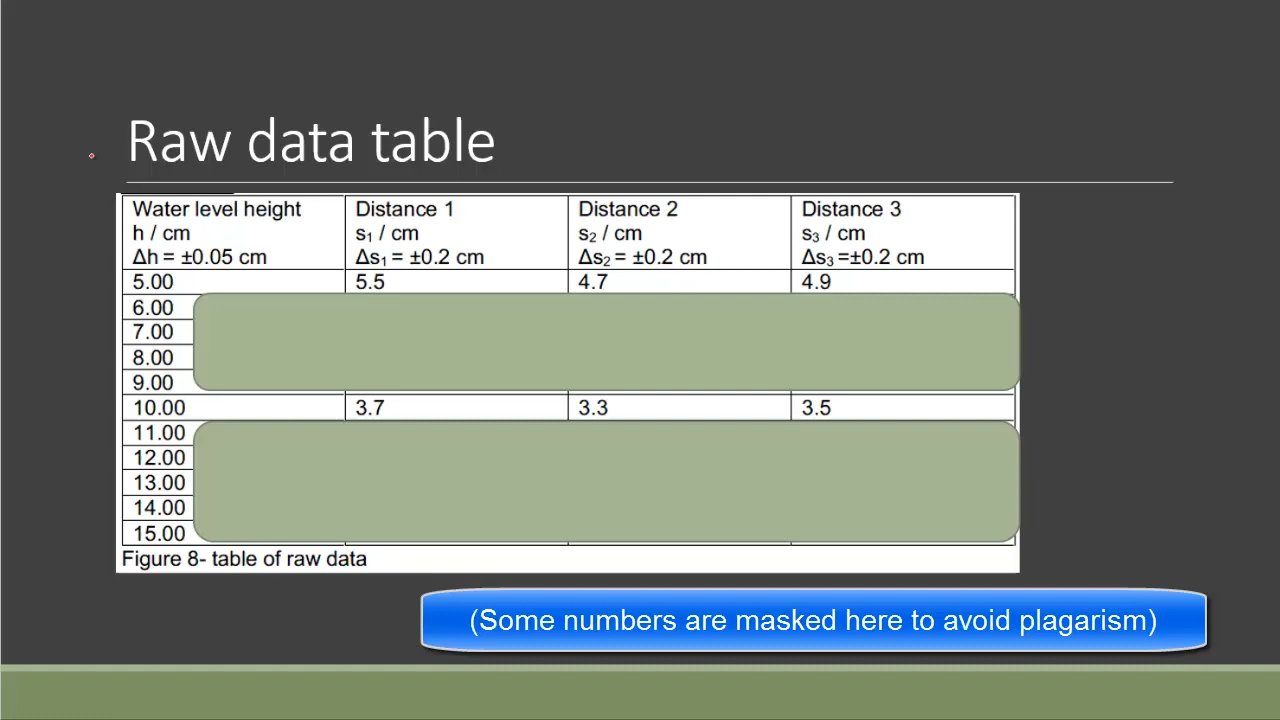 Raw data table
Water level height Distance 1 Distance 2 Distance 3
h / cm s₁ / cm s₂ / cm s₃ / cm
Δh = ±0.05 cm Δs₁ = ±0.2 cm Δs₂ = ±0.2 cm Δs₃ =±0.2 cm
5.00 5.5 4.7 4.9
6.00
7.00
8.00
9.00
10.00 3.7 3.3 3.5
11.00
12.00
13.00
14.00
15.00
Figure 8- table of raw data
(Some numbers are masked here to avoid plagarism)